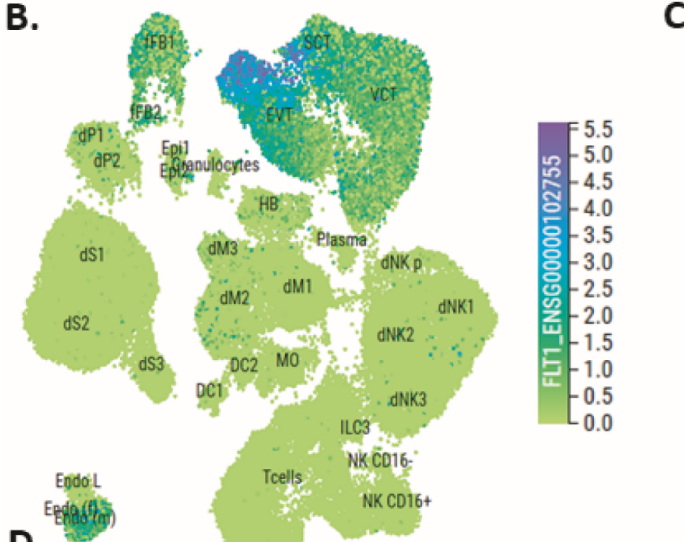 B.
C
fFB1
SCT
VCT
fFB2
EVT
dP1
dP2
Epi1
Epi2
Granulocytes
HB
Plasma
dM3
dNK p
dS1
dM1
dM2
dNK1
dS2
dNK2
dS3
DC2
MO
DC1
dNK3
ILC3
NK CD16-
Tcells
NK CD16+
Endo L
Endo (f)
Endo (m)
D
FLT1_ENSG00000102755
5.5
5.0
4.5
4.0
3.5
3.0
2.5
2.0
1.5
1.0
0.5
0.0